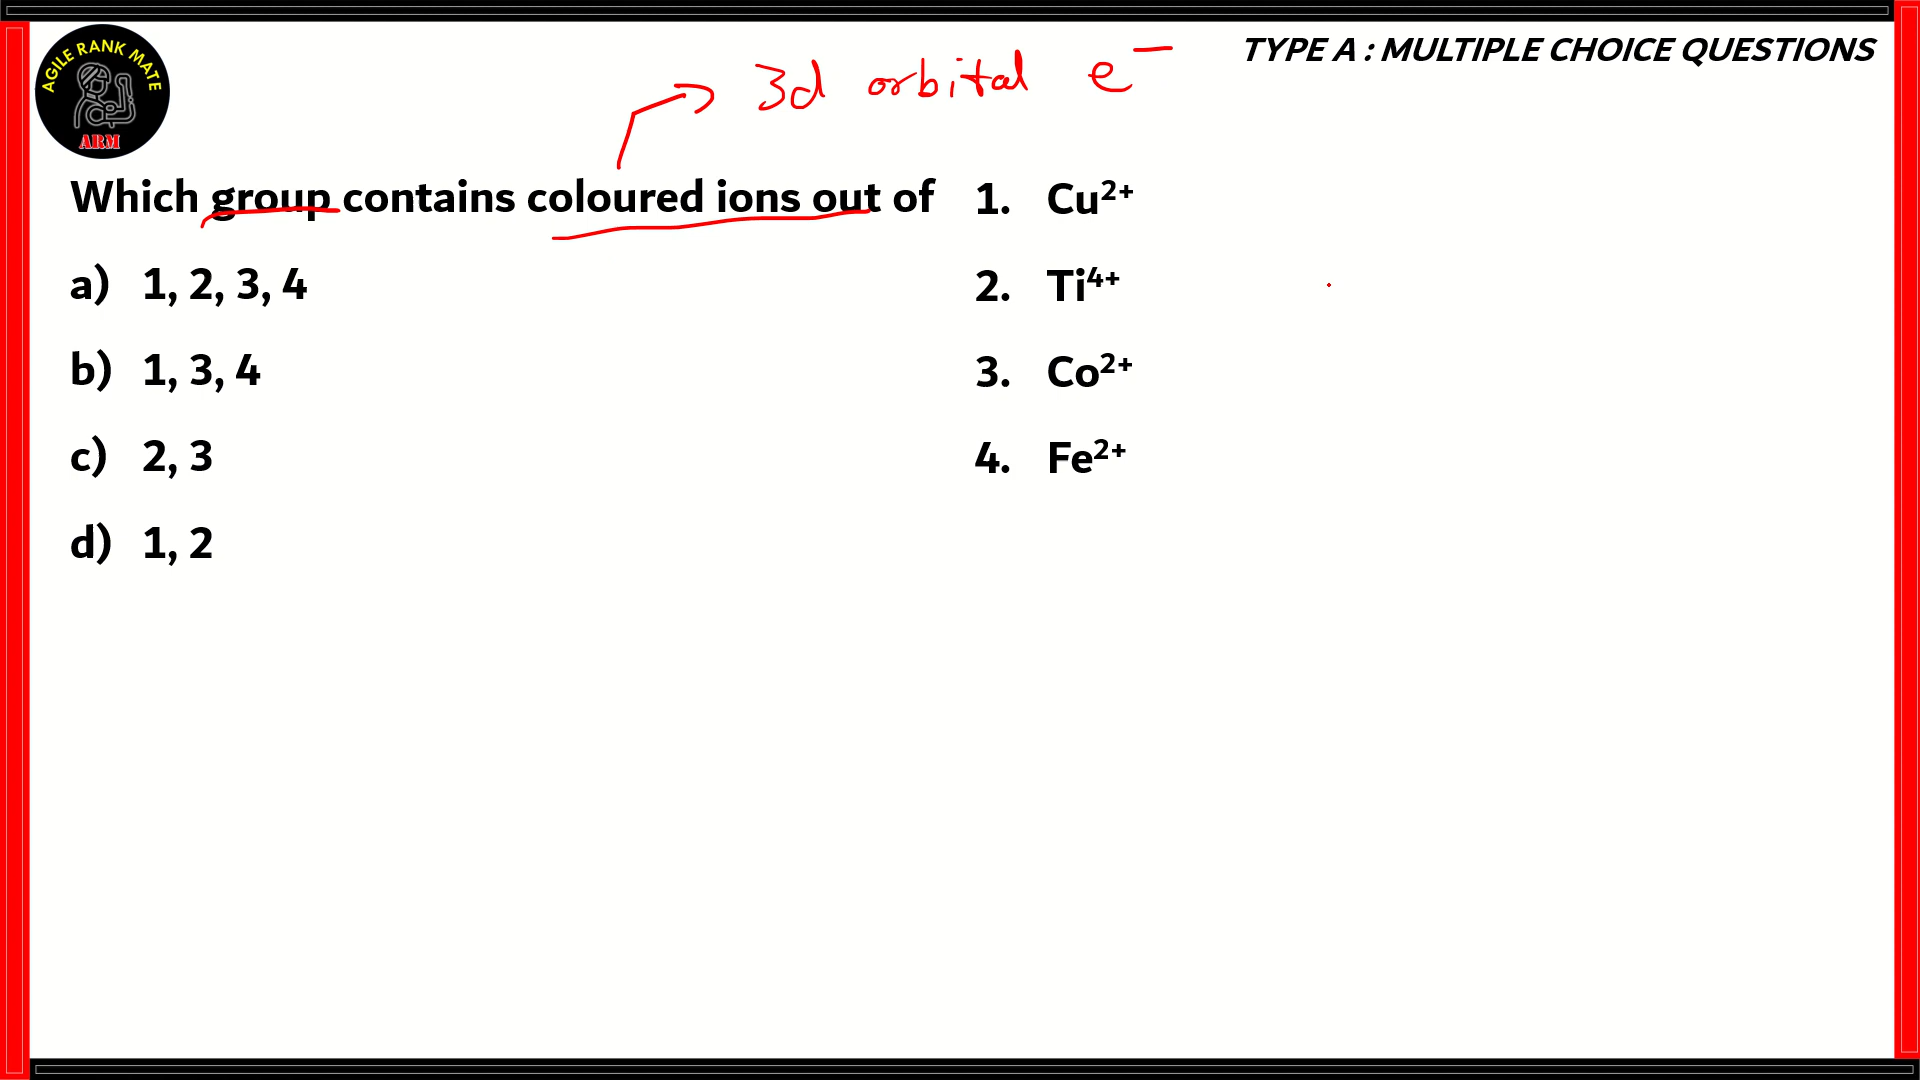 AGILE RANK MATE
ARM
TYPE A : MULTIPLE CHOICE QUESTIONS
3d orbital e⁻
Which group contains coloured ions out of
a) 1, 2, 3, 4
b) 1, 3, 4
c) 2, 3
d) 1, 2
1. Cu²⁺
2. Ti⁴⁺
3. Co²⁺
4. Fe²⁺